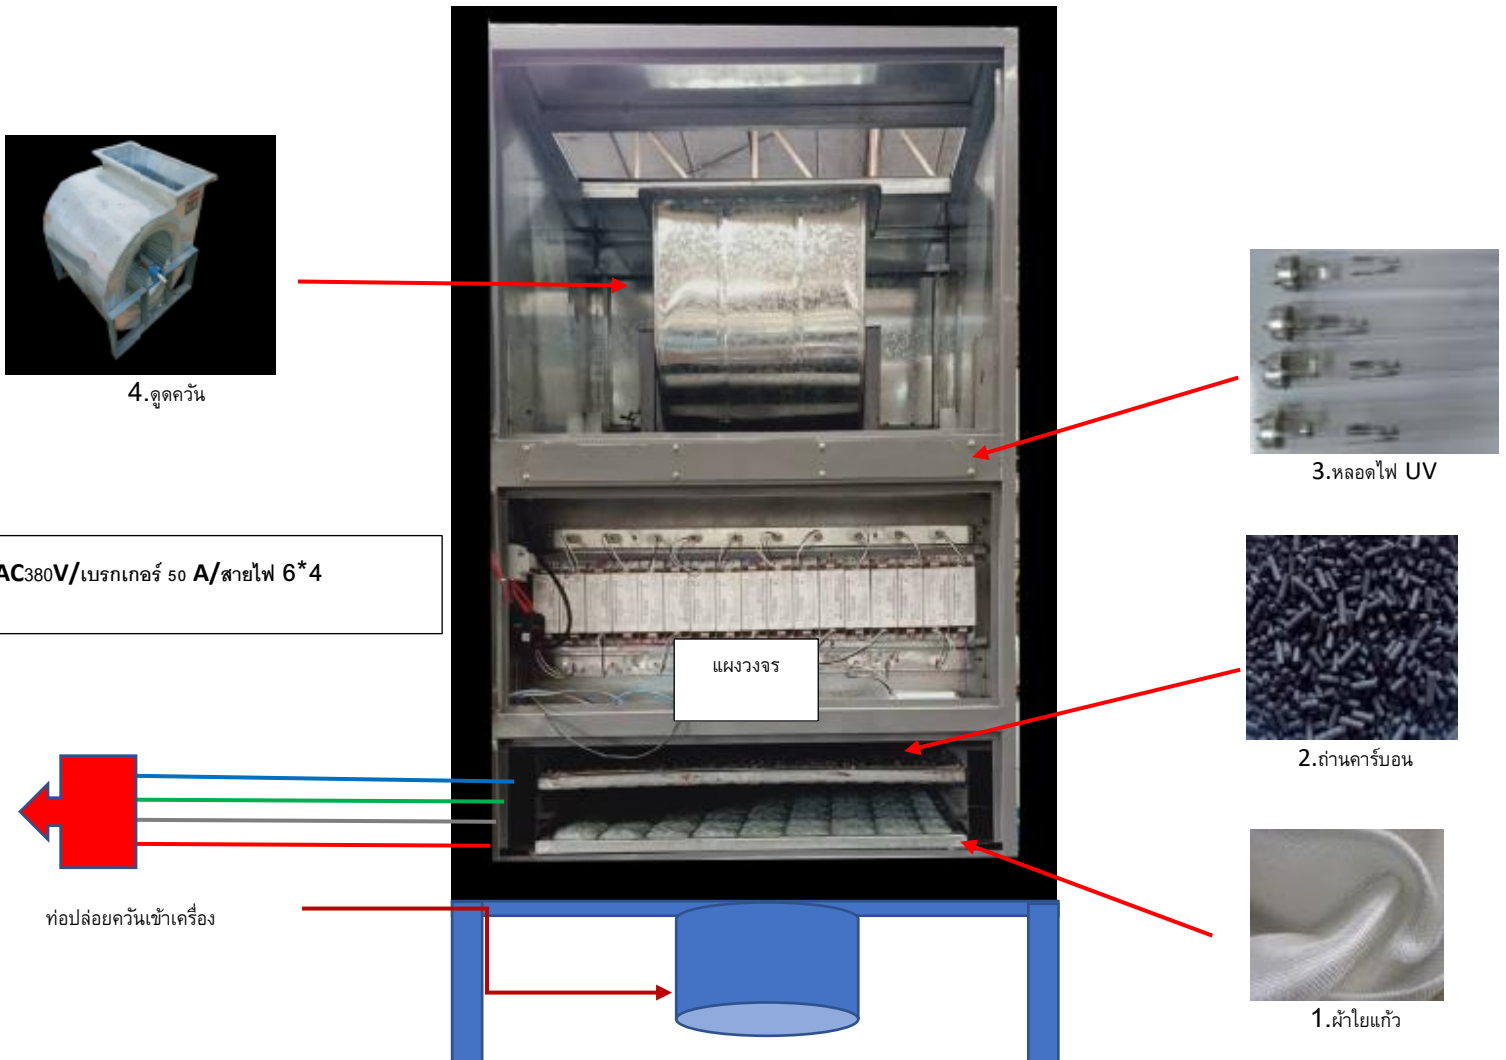 4.ดูดควัน
3.หลอดไฟ UV
AC380V/เบรกเกอร์ 50 A/สายไฟ 6*4
แผงวงจร
2.ถ่านคาร์บอน
ท่อปล่อยควันเข้าเครื่อง
1.ผ้าใยแก้ว